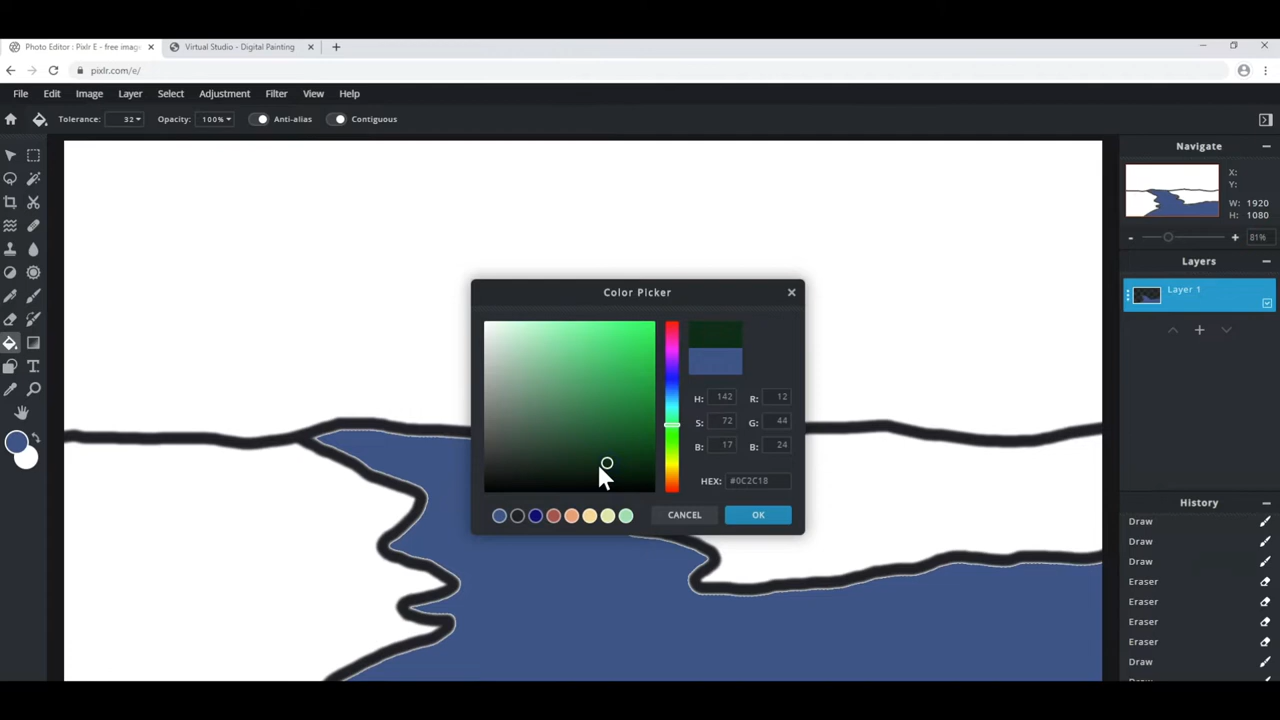 Photo Editor : Pixlr E - free imag
Virtual Studio - Digital Painting
pixlr.com/e/
File Edit Image Layer Select Adjustment Filter View Help
Tolerance: 32 Opacity: 100% Anti-alias Contiguous
Navigate
X:
Y:
W: 1920
H: 1080
81%
Layers
Layer 1
Color Picker
H: 142 R: 12
S: 72 G: 44
B: 17 B: 24
HEX: #0C2C18
CANCEL OK
History
Draw
Draw
Draw
Eraser
Eraser
Eraser
Eraser
Draw